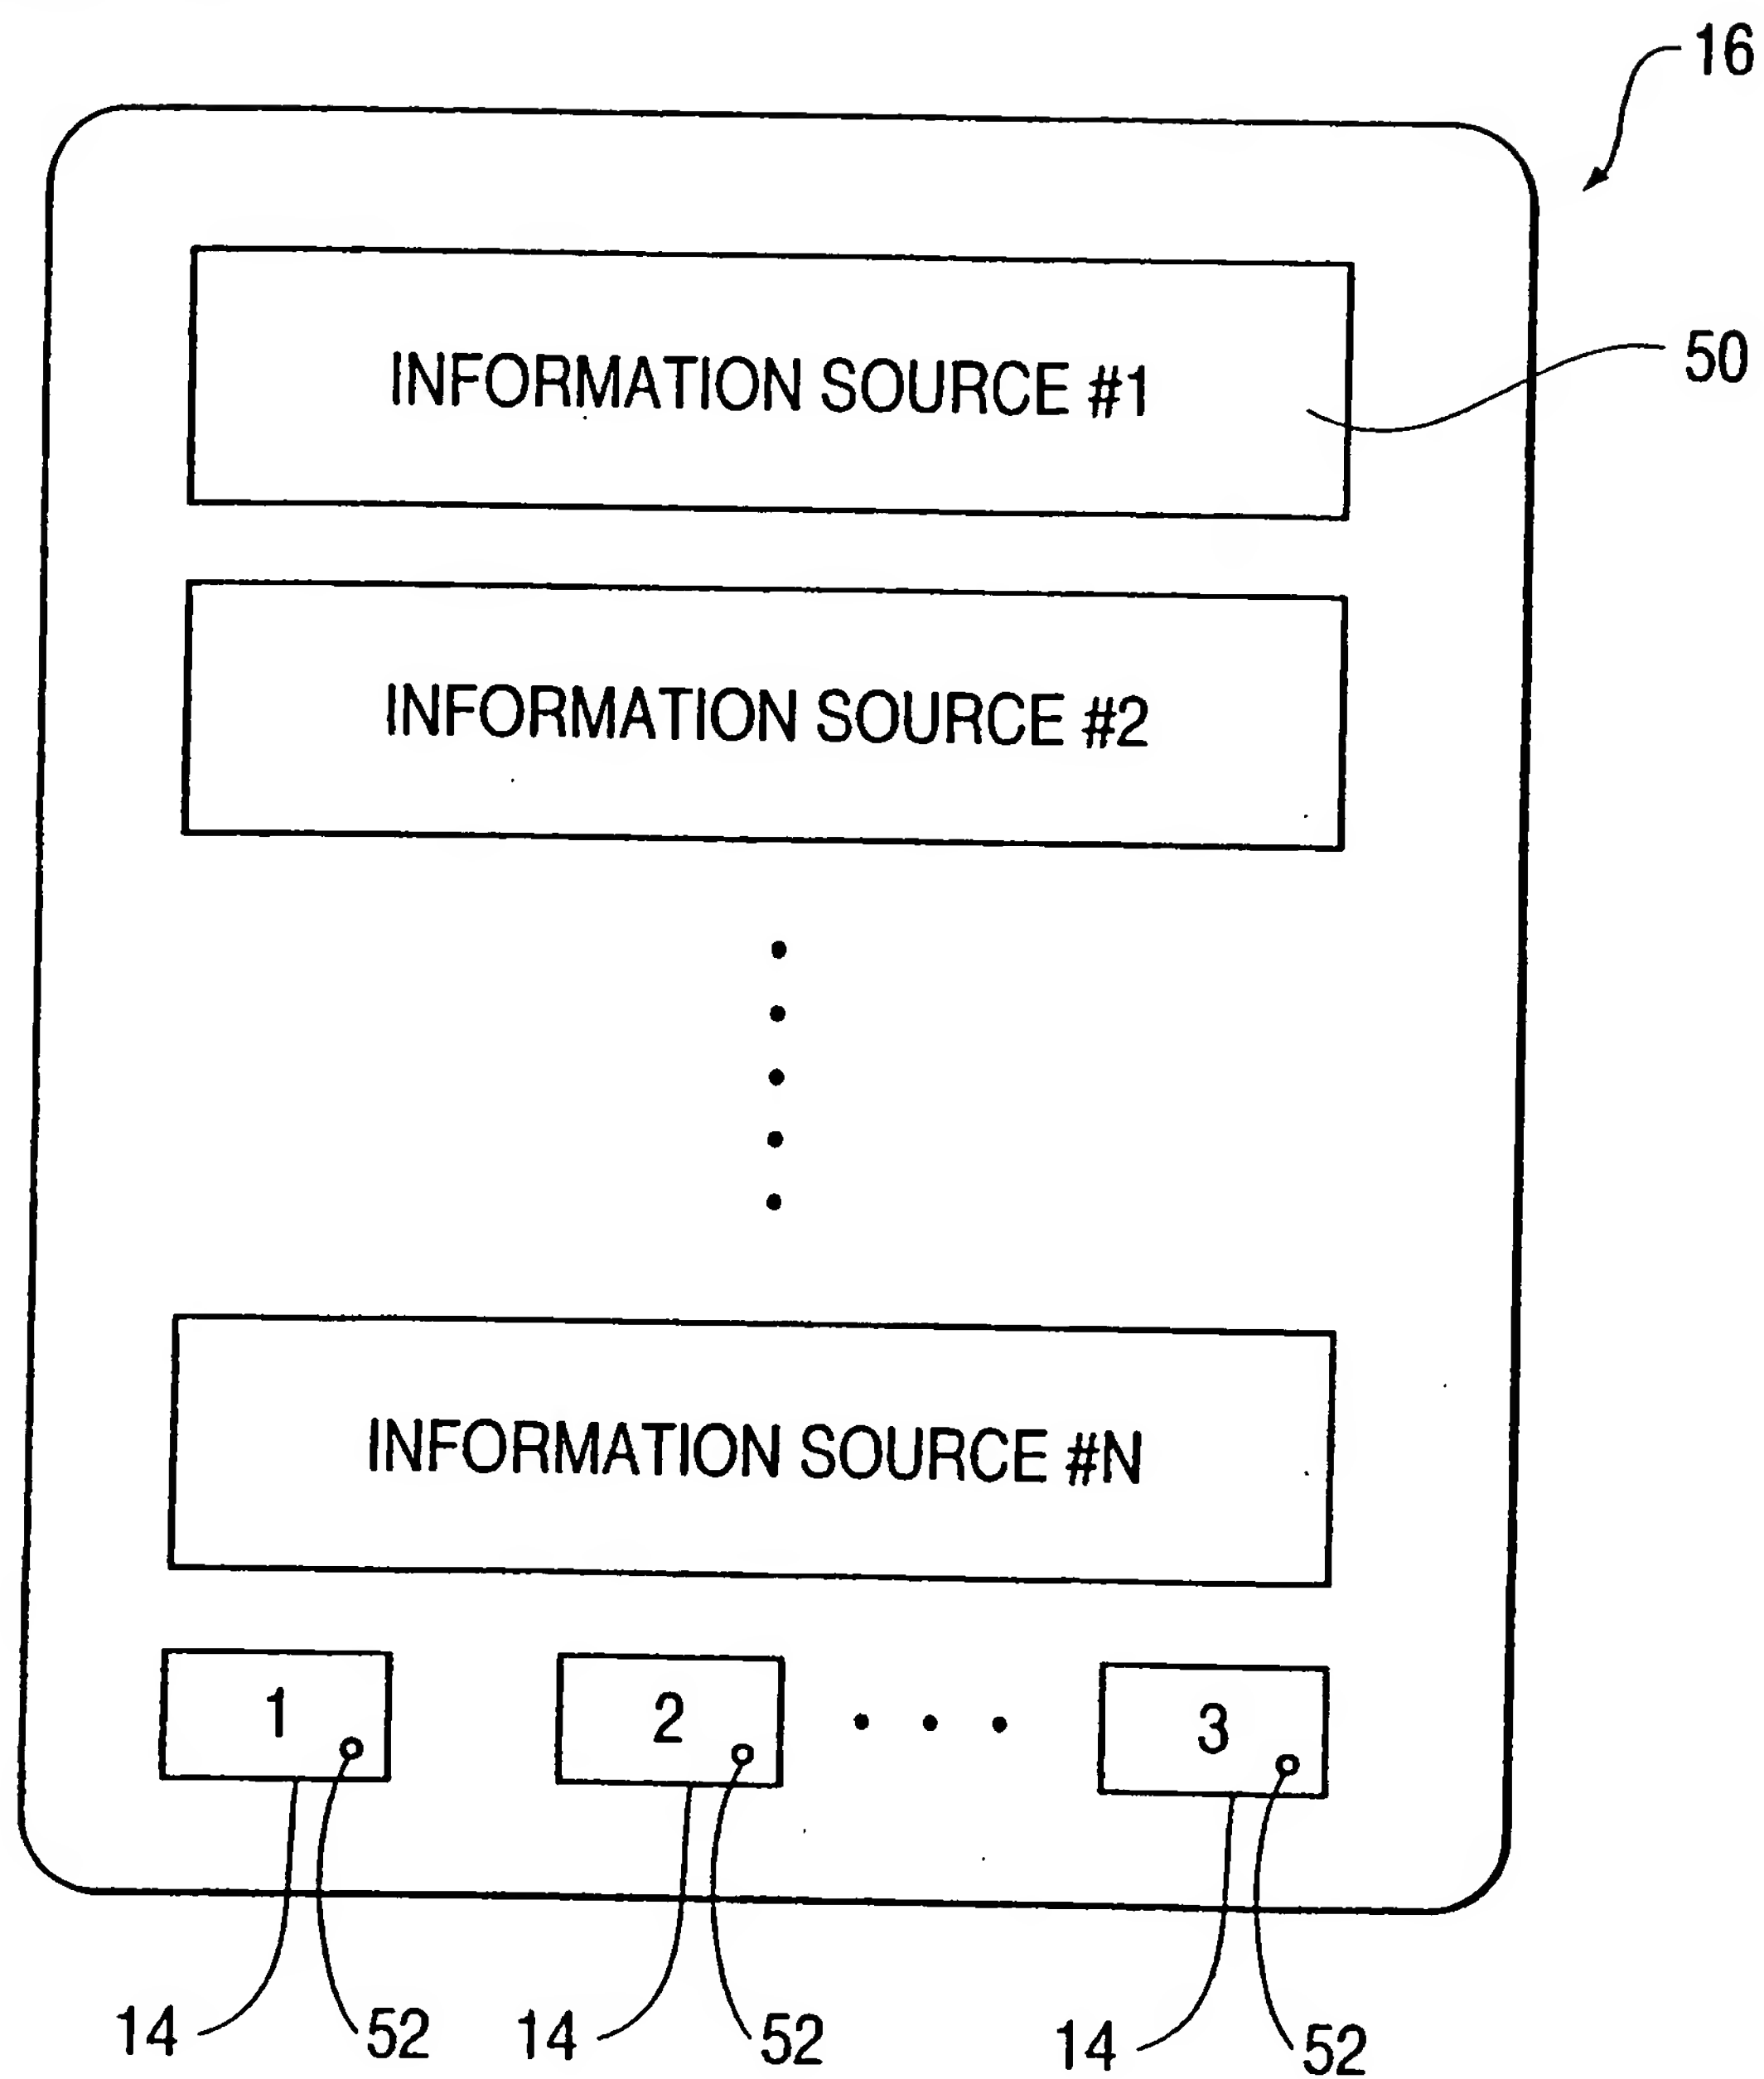 16
INFORMATION SOURCE #1
50
INFORMATION SOURCE #2
INFORMATION SOURCE #N
1 2 3
14 52 14 52 14 52